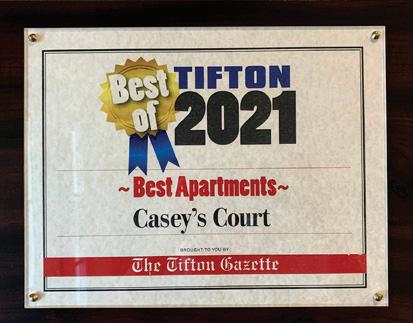 Best of
TIFTON
2021
~Best Apartments~
Casey's Court
BROUGHT TO YOU BY
The Tifton Gazette